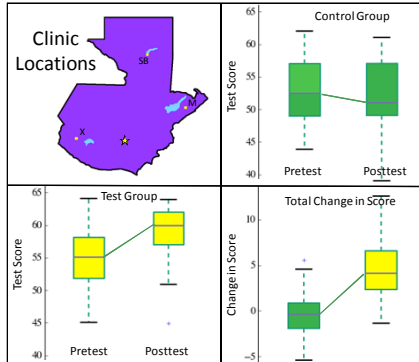 Clinic
Locations
SB
M
X
Control Group
Test Score
65
60
55
50
45
40
Pretest
Posttest
Test Group
Test Score
65
60
55
50
45
40
Pretest
Posttest
Total Change in Score
Change in Score
10
5
0
-5